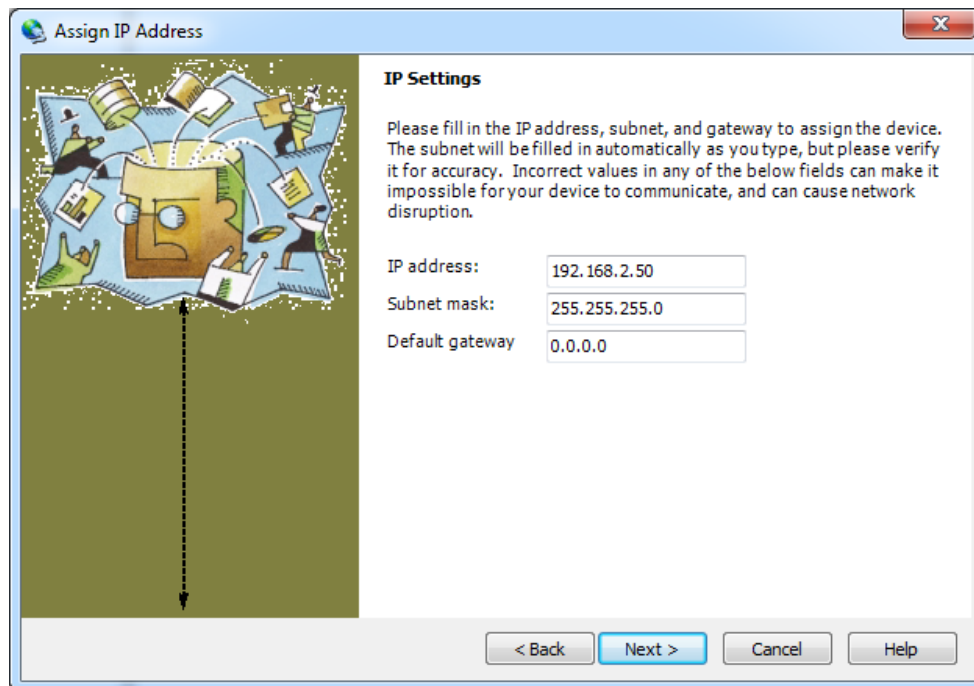 Assign IP Address
IP Settings
Please fill in the IP address, subnet, and gateway to assign the device.
The subnet will be filled in automatically as you type, but please verify
it for accuracy. Incorrect values in any of the below fields can make it
impossible for your device to communicate, and can cause network
disruption.
IP address: 192.168.2.50
Subnet mask: 255.255.255.0
Default gateway 0.0.0.0
< Back Next > Cancel Help